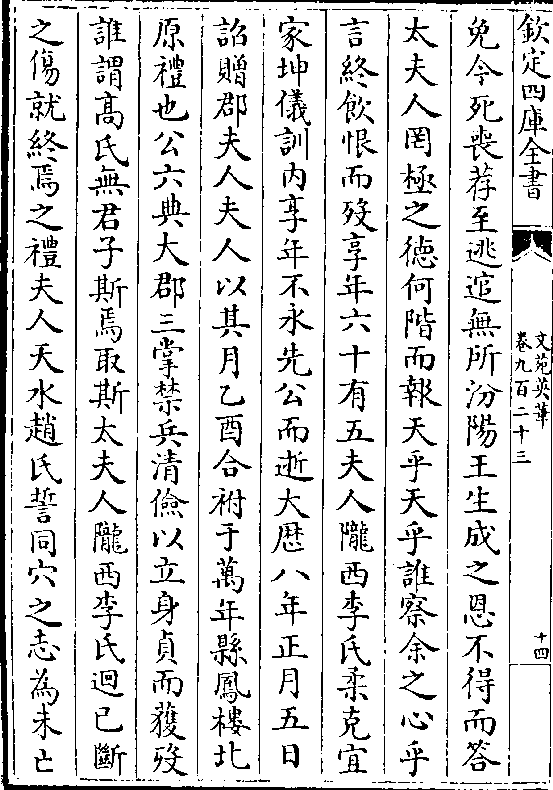 欽定四庫全書
文苑英華
卷九百二十三
十四
免今死喪荐至逃逭無所汾陽王生成之恩不得而答
太夫人罔極之徳何階而報天乎天乎誰察余之心乎
言終飲恨而殁享年六十有五夫人隴西李氏柔克宜
家坤儀訓内享年不永先公而逝大厯八年正月五日
詔贈郡夫人夫人以其月乙酉合祔于萬年縣鳳樓北
原禮也公六典大郡三掌禁兵清儉以立身貞而獲殁
誰謂髙氏無君子斯焉取斯太夫人隴西李氏迴已斷
之傷就終焉之禮夫人天水趙氏誓同穴之志為未亡